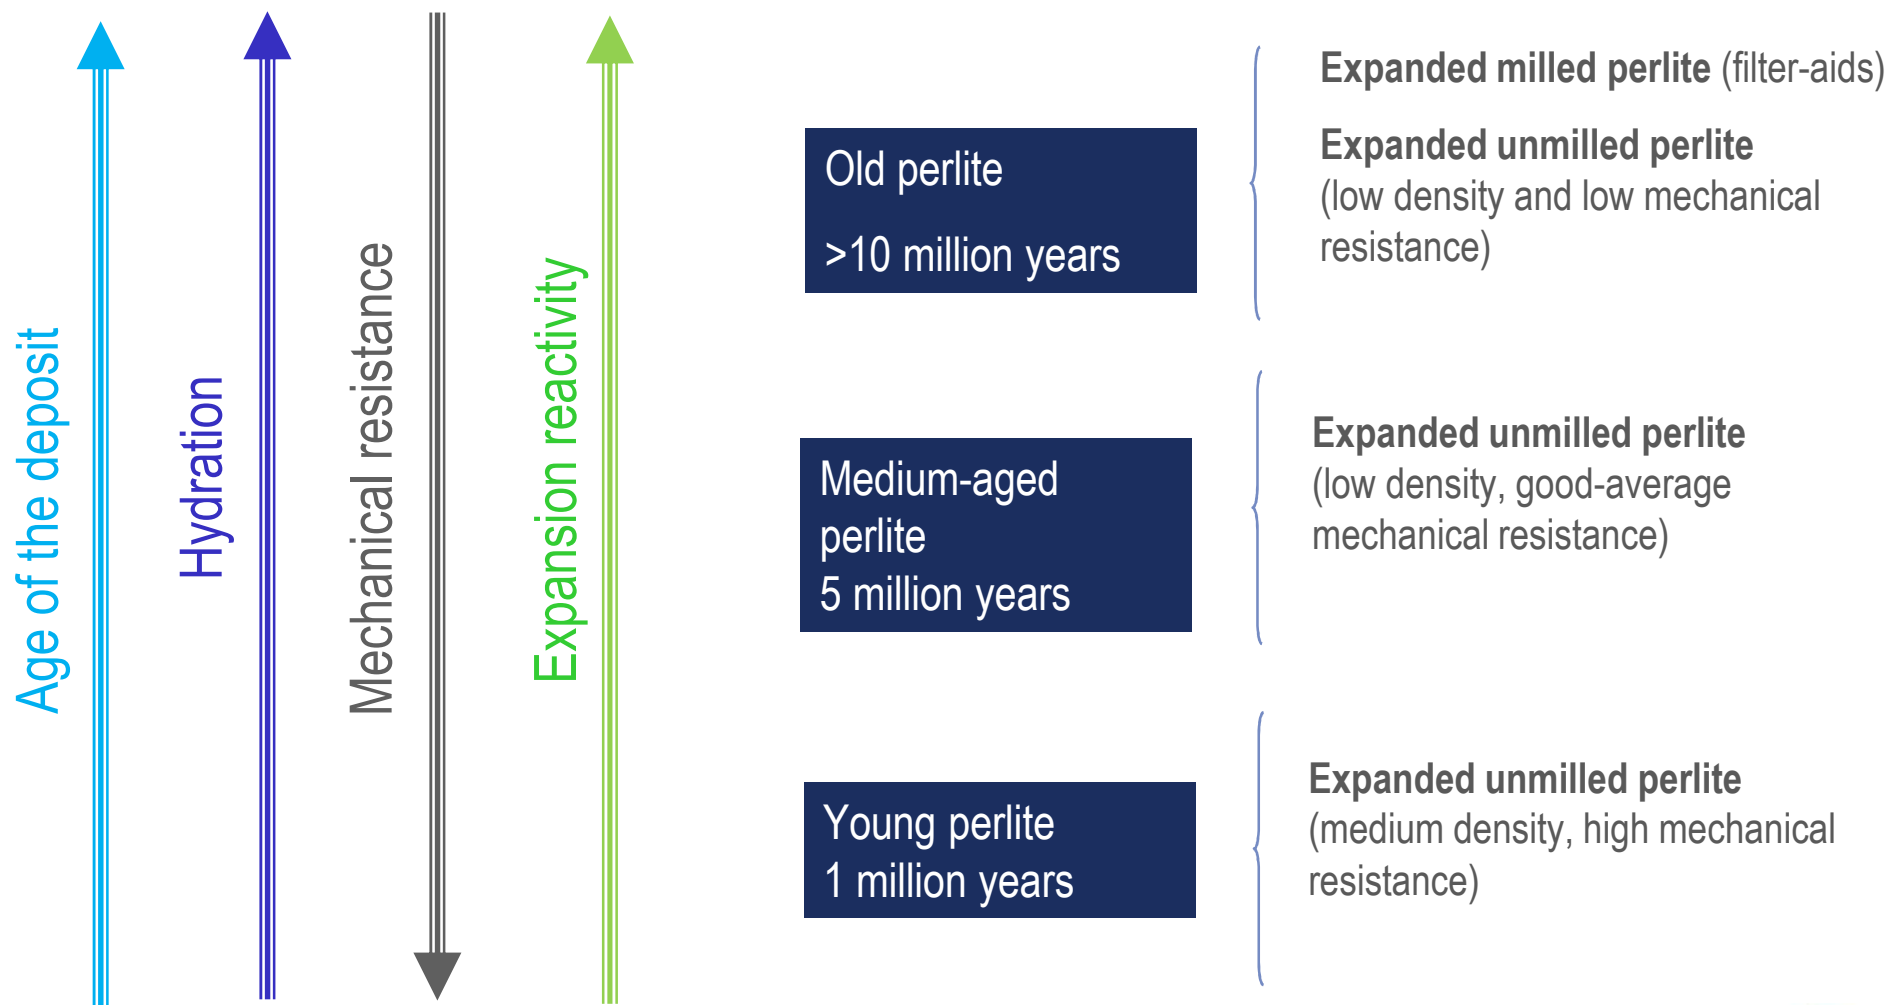 Age of the deposit
Hydration
Mechanical resistance
Expansion reactivity
Old perlite
>10 million years
Expanded milled perlite (filter-aids)
Expanded unmilled perlite
(low density and low mechanical
resistance)
Medium-aged
perlite
5 million years
Expanded unmilled perlite
(low density, good-average
mechanical resistance)
Young perlite
1 million years
Expanded unmilled perlite
(medium density, high mechanical
resistance)